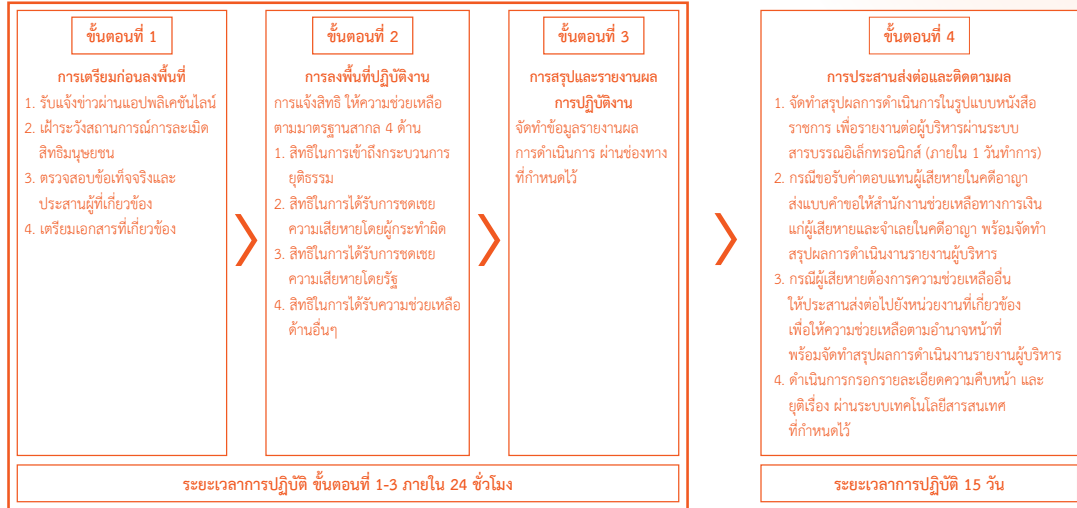 ขั้นตอนที่ 1
การเตรียมก่อนลงพื้นที่
1. รับแจ้งข่าวผ่านแอปพลิเคชันไลน์
2. เฝ้าระวังสถานการณ์การละเมิด
สิทธิมนุษยชน
3. ตรวจสอบข้อเท็จจริงและ
ประสานผู้ที่เกี่ยวข้อง
4. เตรียมเอกสารที่เกี่ยวข้อง
ขั้นตอนที่ 2
การลงพื้นที่ปฏิบัติงาน
การแจ้งสิทธิ ให้ความช่วยเหลือ
ตามมาตรฐานสากล 4 ด้าน
1. สิทธิในการเข้าถึงกระบวนการ
ยุติธรรม
2. สิทธิในการได้รับการชดเชย
ความเสียหายโดยผู้กระทำผิด
3. สิทธิในการได้รับการชดเชย
ความเสียหายโดยรัฐ
4. สิทธิในการได้รับความช่วยเหลือ
ด้านอื่นๆ
ขั้นตอนที่ 3
การสรุปและรายงานผล
การปฏิบัติงาน
จัดทำข้อมูลรายงานผล
การดำเนินการ ผ่านช่องทาง
ที่กำหนดไว้
ระยะเวลาการปฏิบัติ ขั้นตอนที่ 1-3 ภายใน 24 ชั่วโมง
ขั้นตอนที่ 4
การประสานส่งต่อและติดตามผล
1. จัดทำสรุปผลการดำเนินการในรูปแบบหนังสือ
ราชการ เพื่อรายงานต่อผู้บริหารผ่านระบบ
สารบรรณอิเล็กทรอนิกส์ (ภายใน 1 วันทำการ)
2. กรณีขอรับค่าตอบแทนผู้เสียหายในคดีอาญา
ส่งแบบคำขอให้สำนักงานช่วยเหลือทางการเงิน
แก่ผู้เสียหายและจำเลยในคดีอาญา พร้อมจัดทำ
สรุปผลการดำเนินงานรายงานผู้บริหาร
3. กรณีผู้เสียหายต้องการความช่วยเหลืออื่น
ให้ประสานส่งต่อไปยังหน่วยงานที่เกี่ยวข้อง
เพื่อให้ความช่วยเหลือตามอำนาจหน้าที่
พร้อมจัดทำสรุปผลการดำเนินงานรายงานผู้บริหาร
4. ดำเนินการกรอกรายละเอียดความคืบหน้า และ
ยุติเรื่อง ผ่านระบบเทคโนโลยีสารสนเทศ
ที่กำหนดไว้
ระยะเวลาการปฏิบัติ 15 วัน